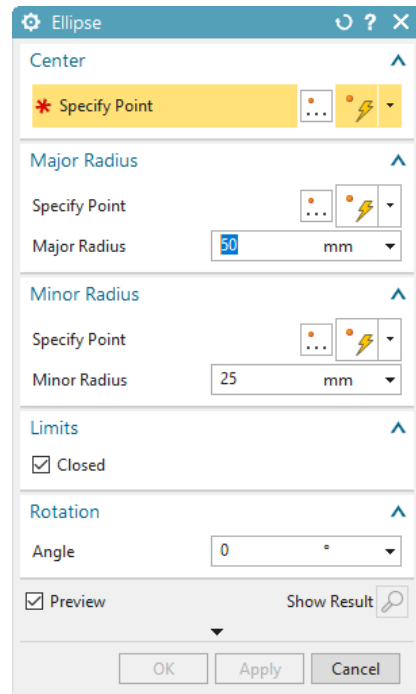 Ellipse ?
Center
* Specify Point
Major Radius
Specify Point
Major Radius 50 mm
Minor Radius
Specify Point
Minor Radius 25 mm
Limits
Closed
Rotation
Angle 0 °
Preview Show Result
OK Apply Cancel